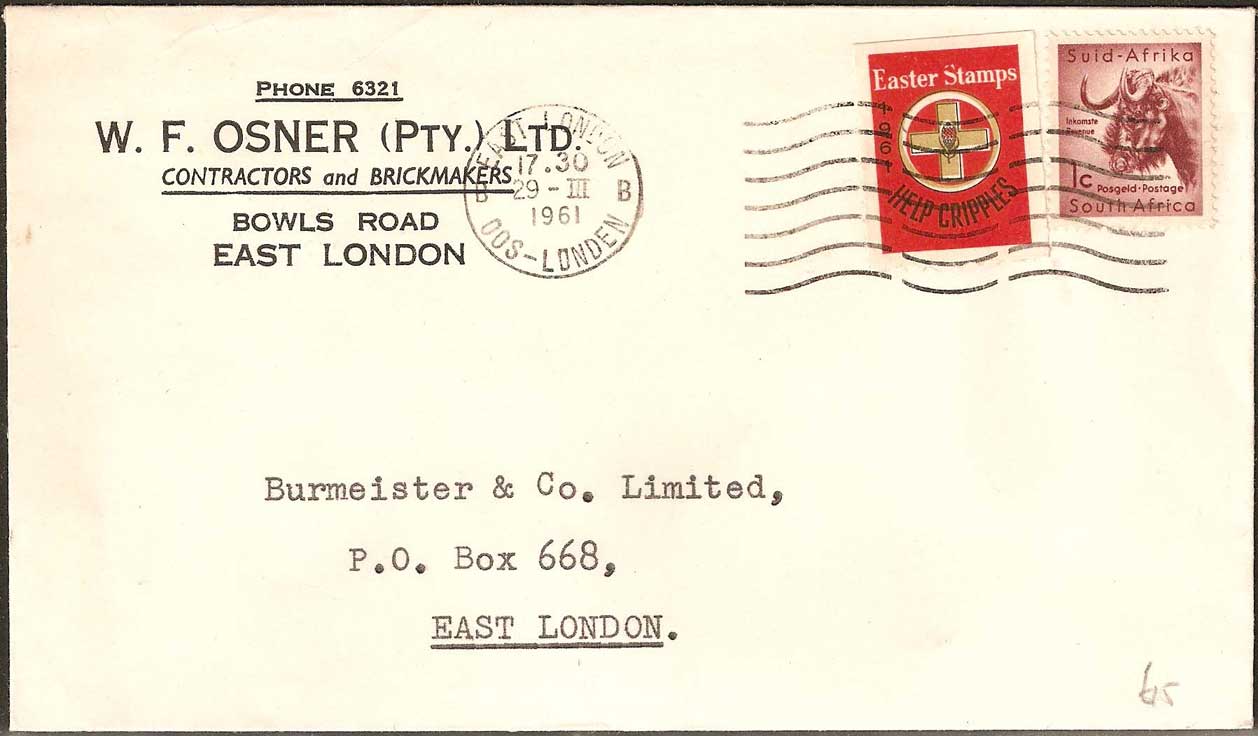 PHONE 6321
W. F. OSNER (PTY.) LTD.
CONTRACTORS and BRICKMAKERS
BOWLS ROAD
EAST LONDON
EAST LONDON
17.30
B 29-III B
1961
OOS-LONDEN
Easter Stamps
1961
HELP CRIPPLES
Suid-Afrika
Inkomste
Revenue
1c Posgeld·Postage
South Africa
Burmeister & Co. Limited,
P.O. Box 668,
EAST LONDON.
65